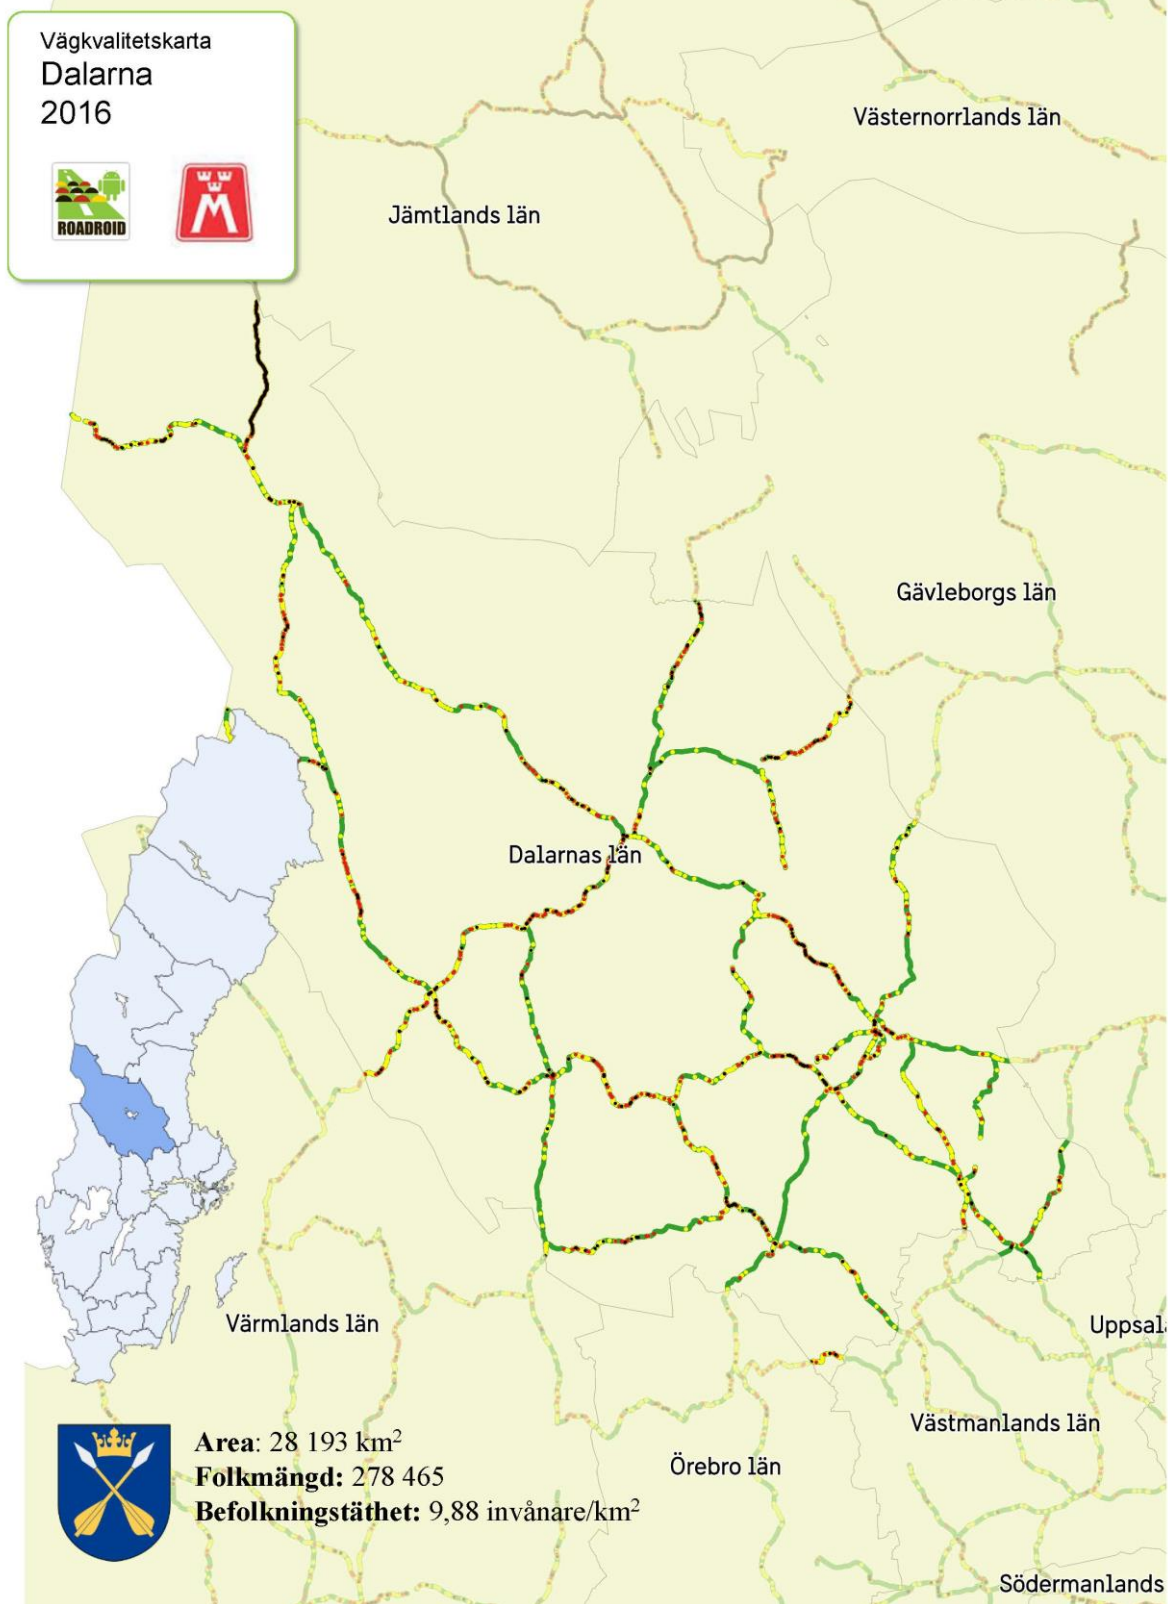 Vägkvalitetskarta
Dalarna
2016
ROADROID
M
Västernorrlands län
Jämtlands län
Gävleborgs län
Dalarnas län
Värmlands län
Uppsala
Västmanlands län
Örebro län
Area: 28 193 km²
Folkmängd: 278 465
Befolkningstäthet: 9,88 invånare/km²
Södermanlands